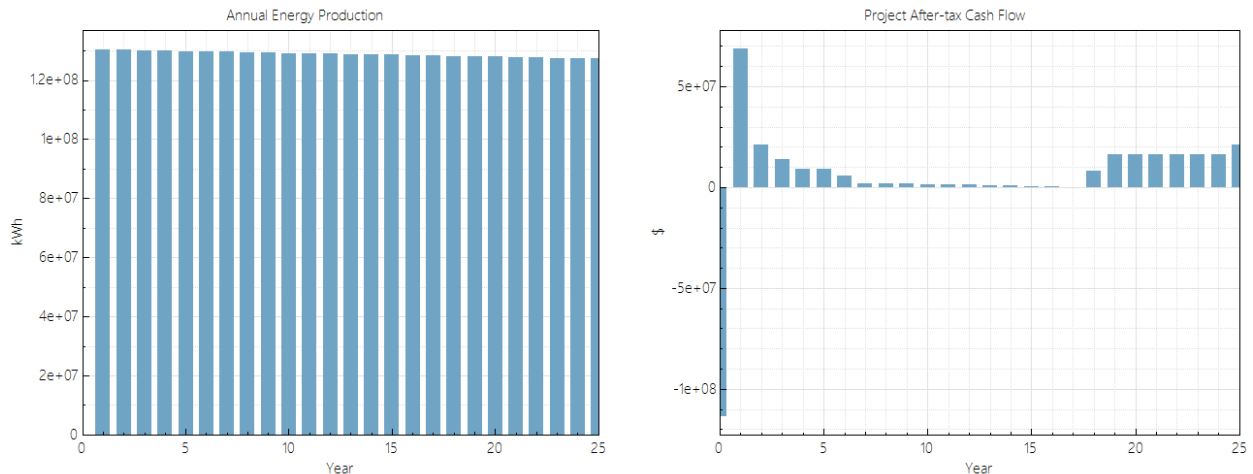 Annual Energy Production
kWh
1.2e+08
1e+08
8e+07
6e+07
4e+07
2e+07
0
0 5 10 15 20 25
Year
Project After-tax Cash Flow
$
5e+07
0
-5e+07
-1e+08
0 5 10 15 20 25
Year